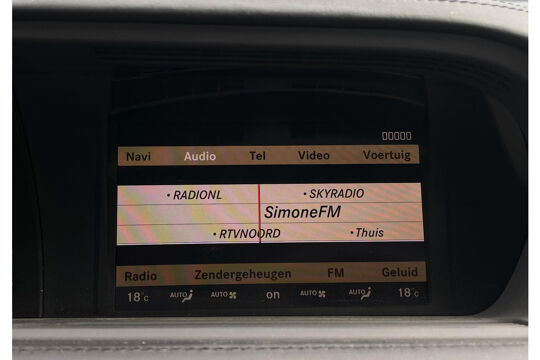 Navi Audio Tel Video Voertuig
• RADIONL • SKYRADIO
SimoneFM
• RTVNOORD • Thuis
Radio Zendergeheugen FM Geluid
18°C AUTO AUTO on AUTO AUTO 18°C